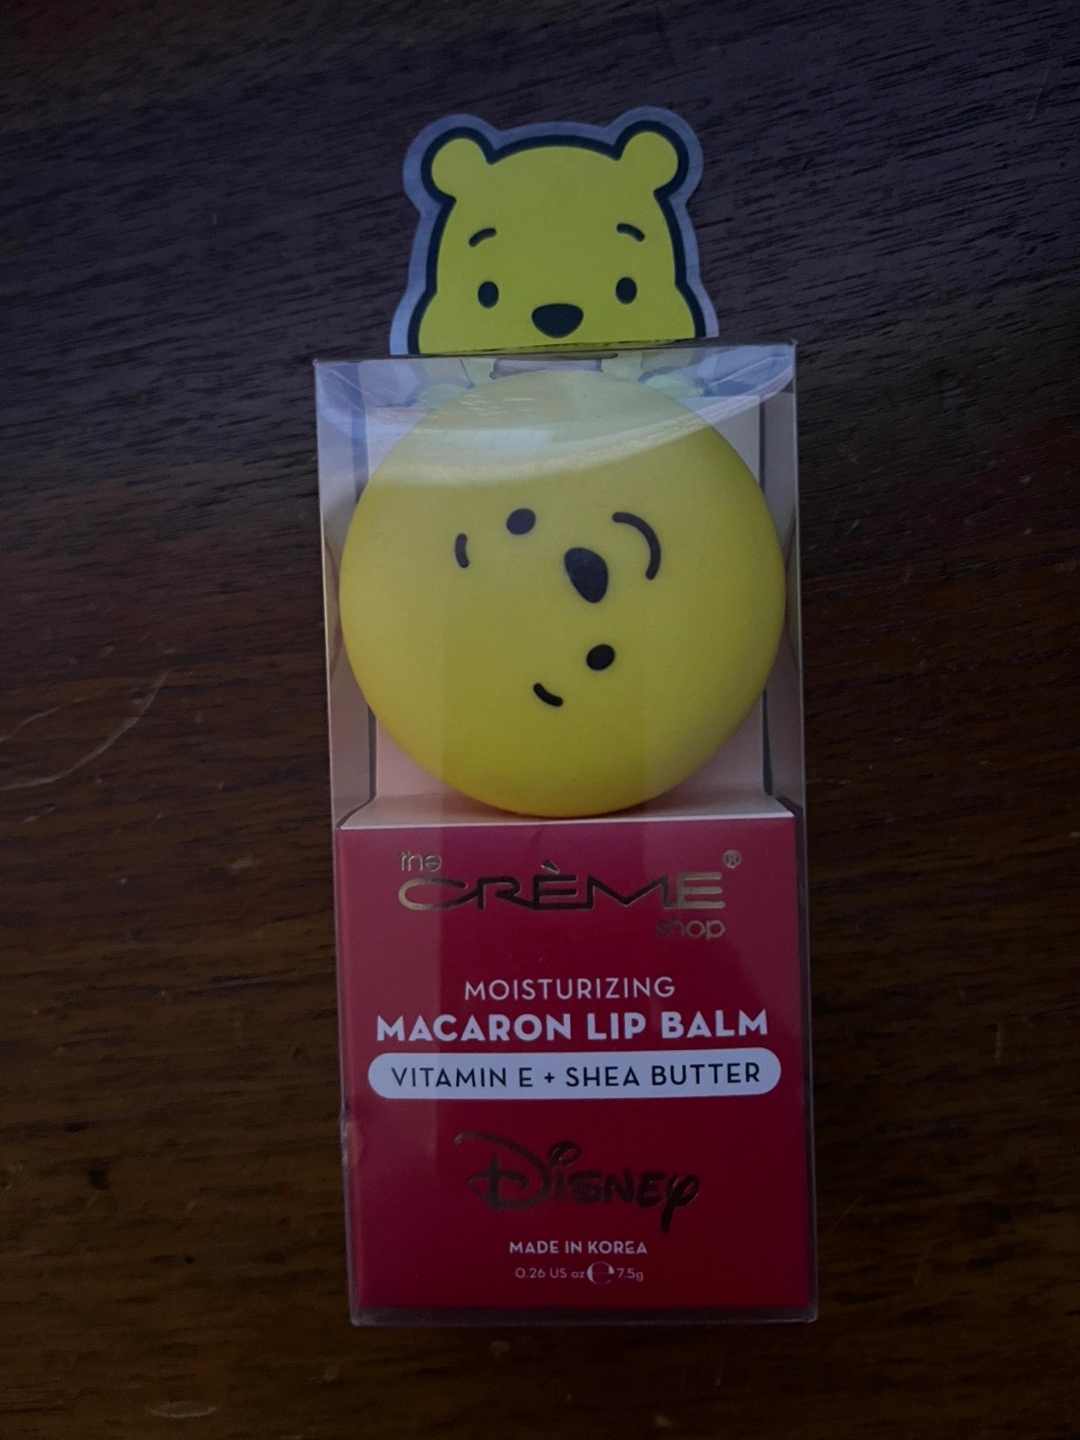 the
CRÈME®
shop
MOISTURIZING
MACARON LIP BALM
VITAMIN E + SHEA BUTTER
Disney
MADE IN KOREA
0.26 US oz ℮ 7.5g